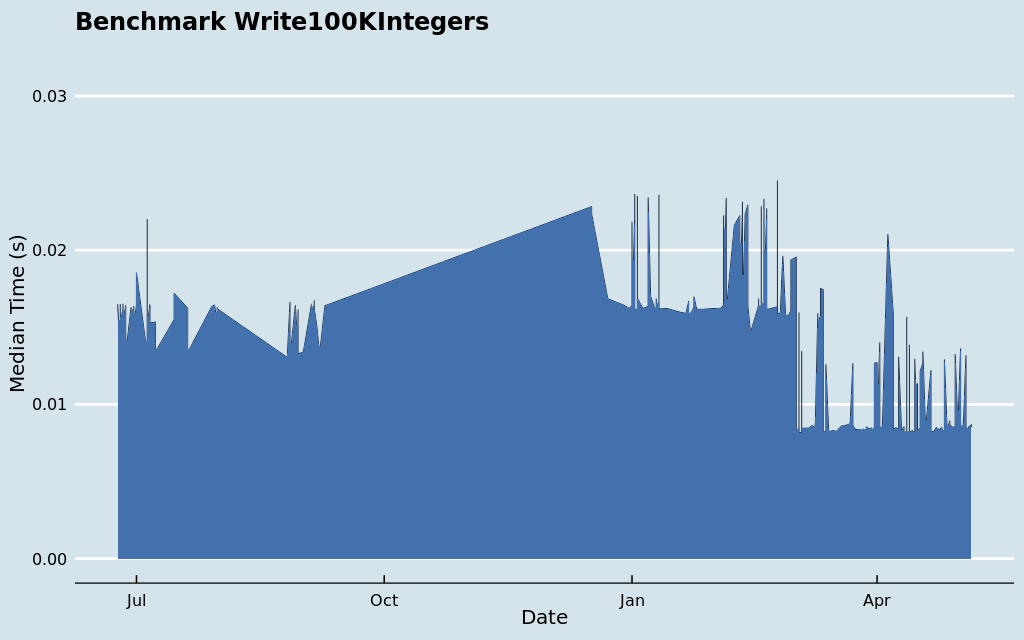 Benchmark Write100KIntegers
Median Time (s)
0.03
0.02
0.01
0.00
Jul Oct Jan Apr
Date